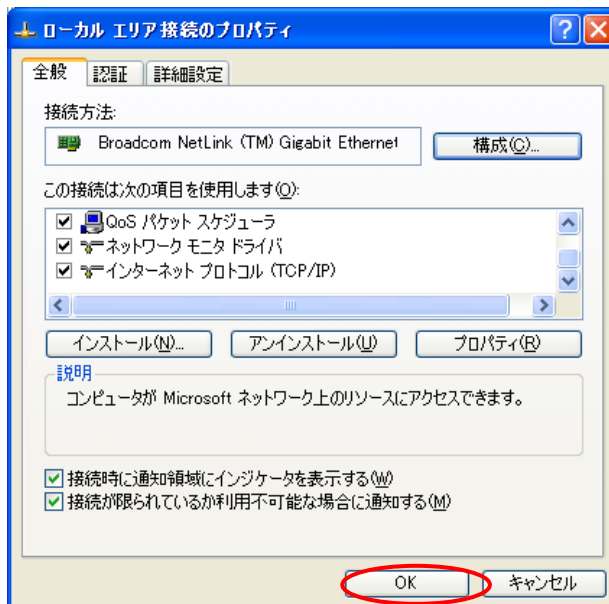 ローカル エリア接続のプロパティ
全般 認証 詳細設定
接続方法:
Broadcom NetLink (TM) Gigabit Ethernet 構成(C)...
この接続は次の項目を使用します(O):
QoS パケット スケジューラ
ネットワーク モニタ ドライバ
インターネット プロトコル (TCP/IP)
インストール(N)... アンインストール(U) プロパティ(R)
説明
コンピュータが Microsoft ネットワーク上のリソースにアクセスできます。
接続時に通知領域にインジケータを表示する(W)
接続が限られているか利用不可能な場合に通知する(M)
OK キャンセル